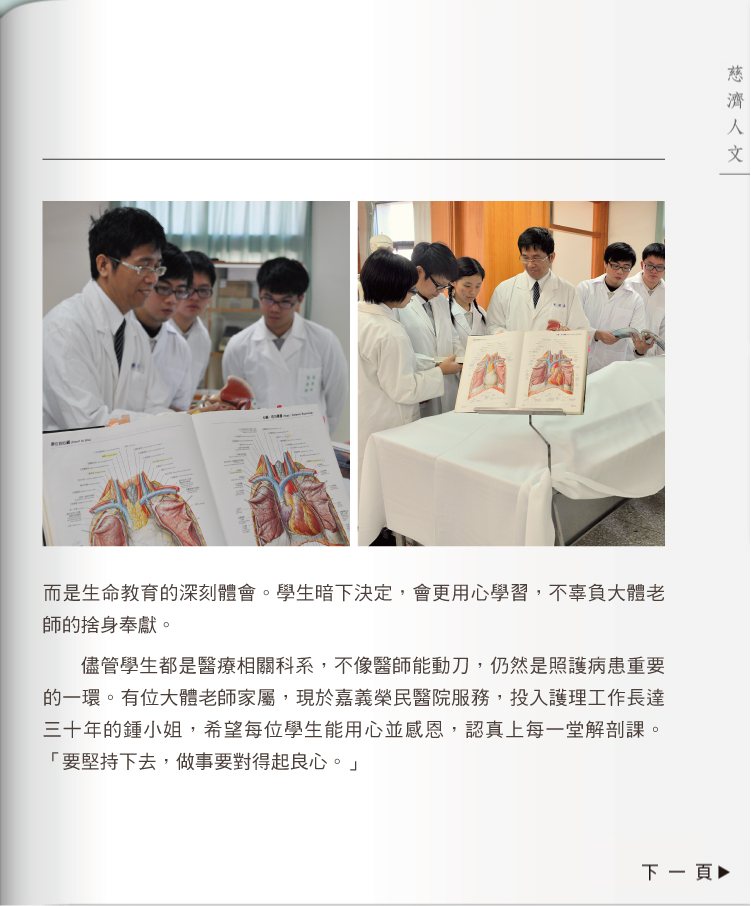 慈濟人文
而是生命教育的深刻體會。學生暗下決定，會更用心學習，不辜負大體老
師的捨身奉獻。
儘管學生都是醫療相關科系，不像醫師能動刀，仍然是照護病患重要
的一環。有位大體老師家屬，現於嘉義榮民醫院服務，投入護理工作長達
三十年的鍾小姐，希望每位學生能用心並感恩，認真上每一堂解剖課。
「要堅持下去，做事要對得起良心。」
下一頁▶